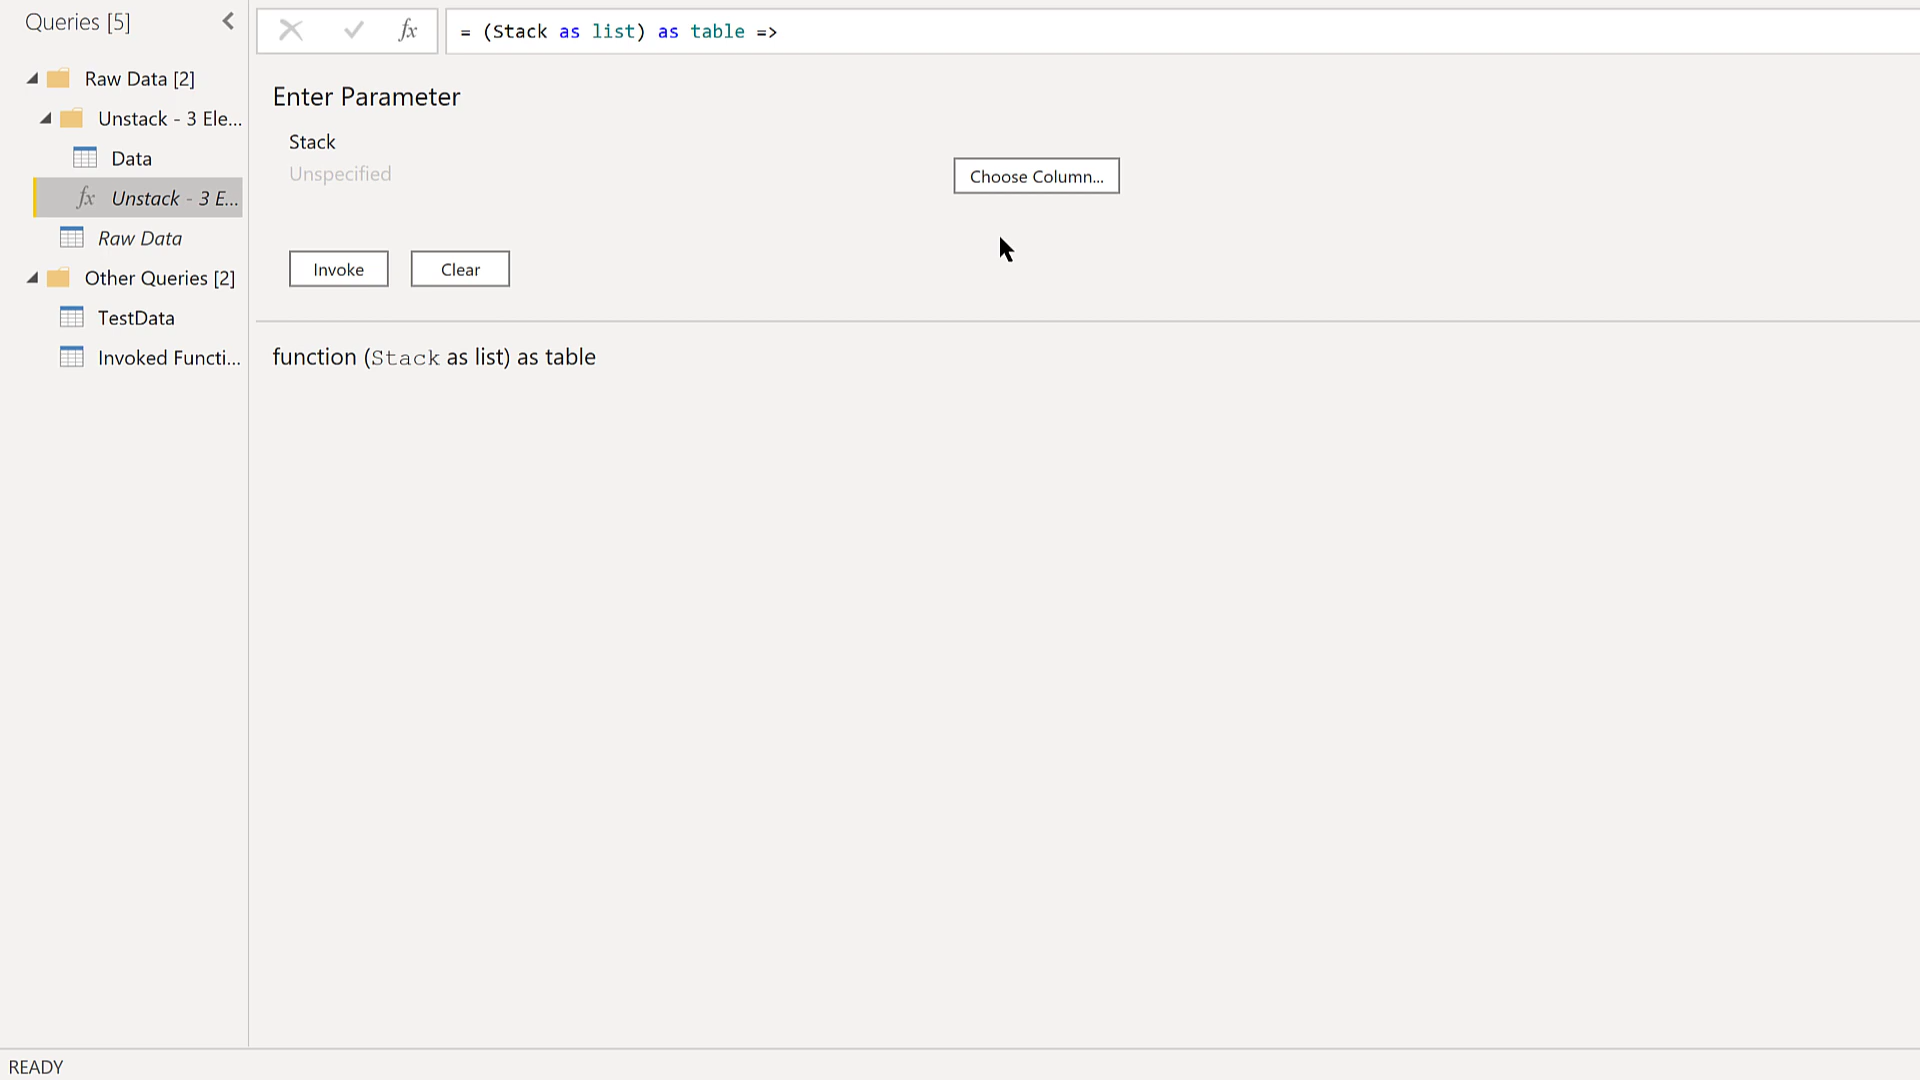 Queries [5]
fx
= (Stack as list) as table =>
Raw Data [2]
Unstack - 3 Ele...
Data
fx Unstack - 3 E...
Raw Data
Other Queries [2]
TestData
Invoked Functi...
Enter Parameter
Stack
Unspecified
Choose Column...
Invoke Clear
function (Stack as list) as table
READY